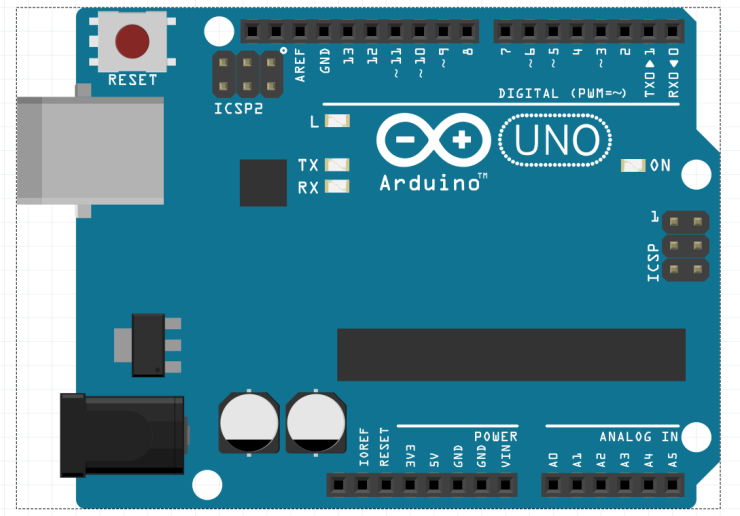 RESET
ICSP2
AREF
GND
13
12
~11
~10
~9
8
7
~6
~5
4
~3
2
TX0▶1
RX0◀0
DIGITAL (PWM=~)
L
TX
RX
UNO
Arduino™
ON
1
ICSP
POWER
ANALOG IN
IOREF
RESET
3V3
5V
GND
GND
VIN
A0
A1
A2
A3
A4
A5